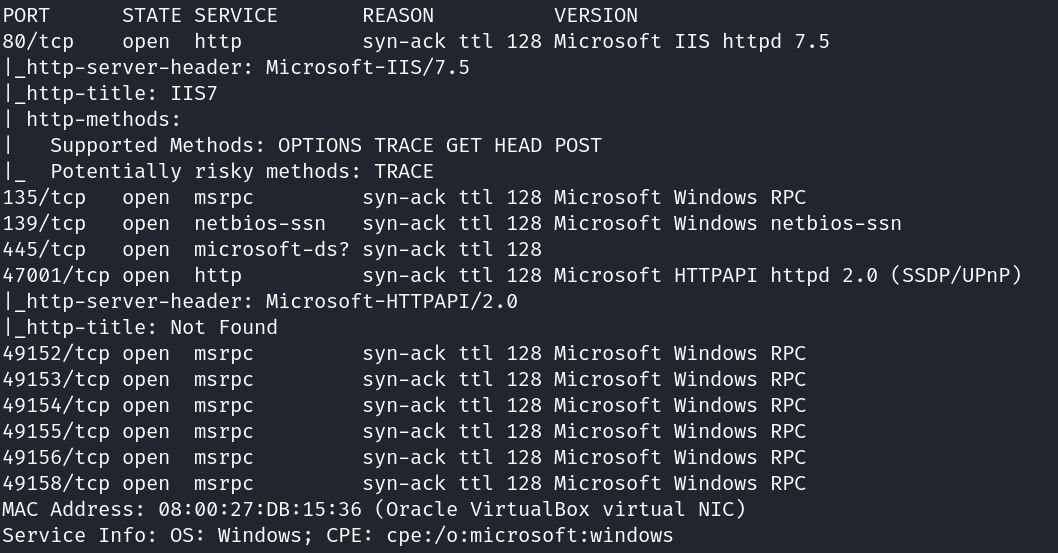 PORT      STATE SERVICE       REASON          VERSION
80/tcp    open  http          syn-ack ttl 128 Microsoft IIS httpd 7.5
|_http-server-header: Microsoft-IIS/7.5
|_http-title: IIS7
| http-methods:
|   Supported Methods: OPTIONS TRACE GET HEAD POST
|_  Potentially risky methods: TRACE
135/tcp   open  msrpc         syn-ack ttl 128 Microsoft Windows RPC
139/tcp   open  netbios-ssn   syn-ack ttl 128 Microsoft Windows netbios-ssn
445/tcp   open  microsoft-ds? syn-ack ttl 128
47001/tcp open  http          syn-ack ttl 128 Microsoft HTTPAPI httpd 2.0 (SSDP/UPnP)
|_http-server-header: Microsoft-HTTPAPI/2.0
|_http-title: Not Found
49152/tcp open  msrpc         syn-ack ttl 128 Microsoft Windows RPC
49153/tcp open  msrpc         syn-ack ttl 128 Microsoft Windows RPC
49154/tcp open  msrpc         syn-ack ttl 128 Microsoft Windows RPC
49155/tcp open  msrpc         syn-ack ttl 128 Microsoft Windows RPC
49156/tcp open  msrpc         syn-ack ttl 128 Microsoft Windows RPC
49158/tcp open  msrpc         syn-ack ttl 128 Microsoft Windows RPC
MAC Address: 08:00:27:DB:15:36 (Oracle VirtualBox virtual NIC)
Service Info: OS: Windows; CPE: cpe:/o:microsoft:windows